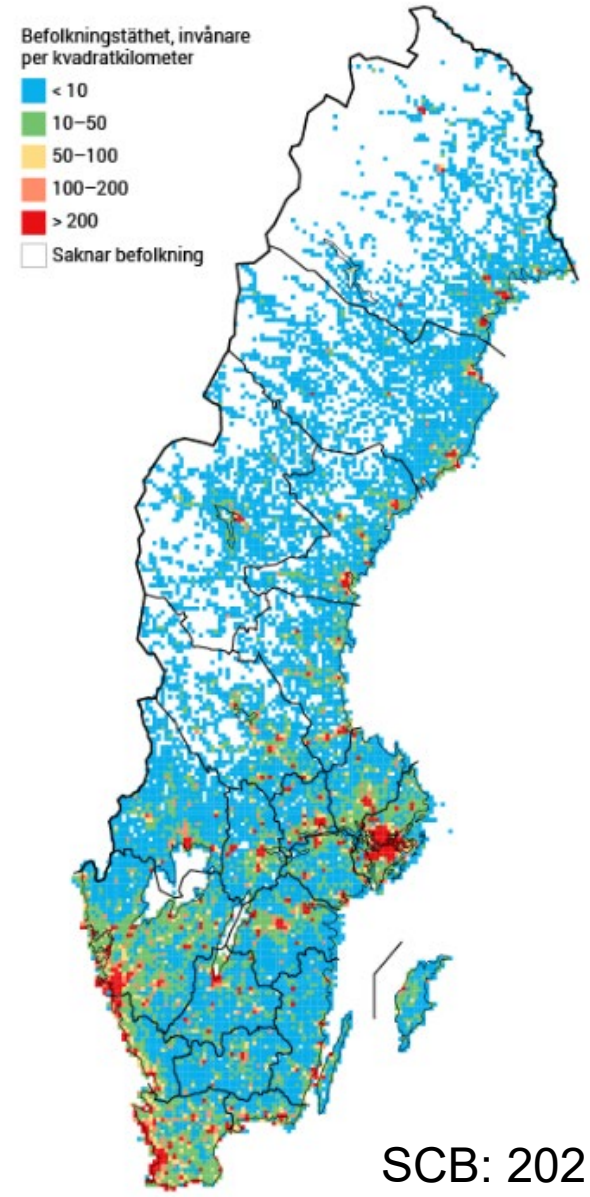 Befolkningstäthet, invånare
per kvadratkilometer
< 10
10–50
50–100
100–200
> 200
Saknar befolkning
SCB: 202